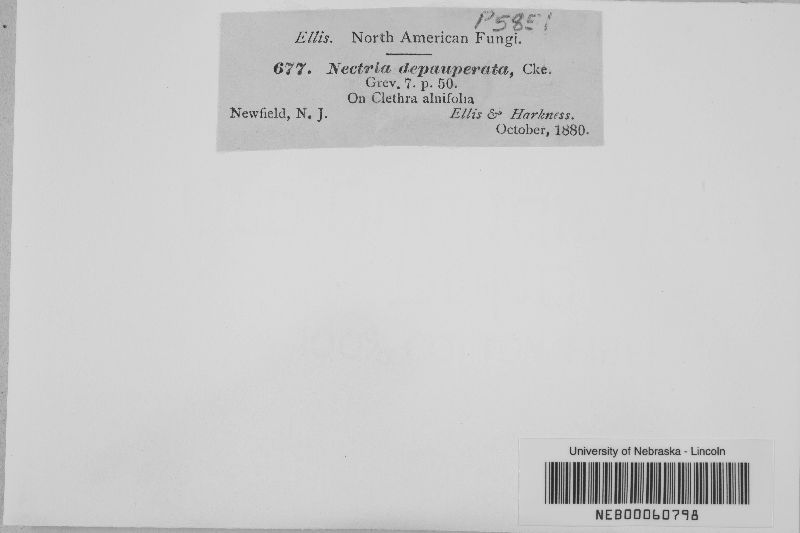 P5851
Ellis. North American Fungi.
677. Nectria depauperata, Cke.
Grev. 7. p. 50.
On Clethra alnifolia
Newfield, N. J. Ellis & Harkness.
October, 1880.
University of Nebraska - Lincoln
NEB00060798